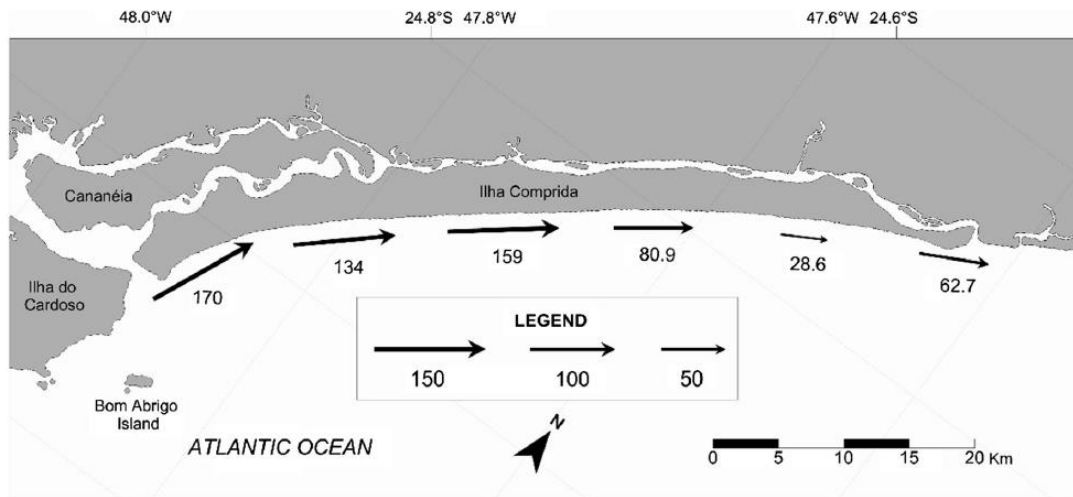 48.0°W 24.8°S 47.8°W 47.6°W 24.6°S
Cananéia
Ilha Comprida
Ilha do
Cardoso
170
134
159
80.9
28.6
62.7
LEGEND
150 100 50
Bom Abrigo
Island
ATLANTIC OCEAN
N
0 5 10 15 20 Km